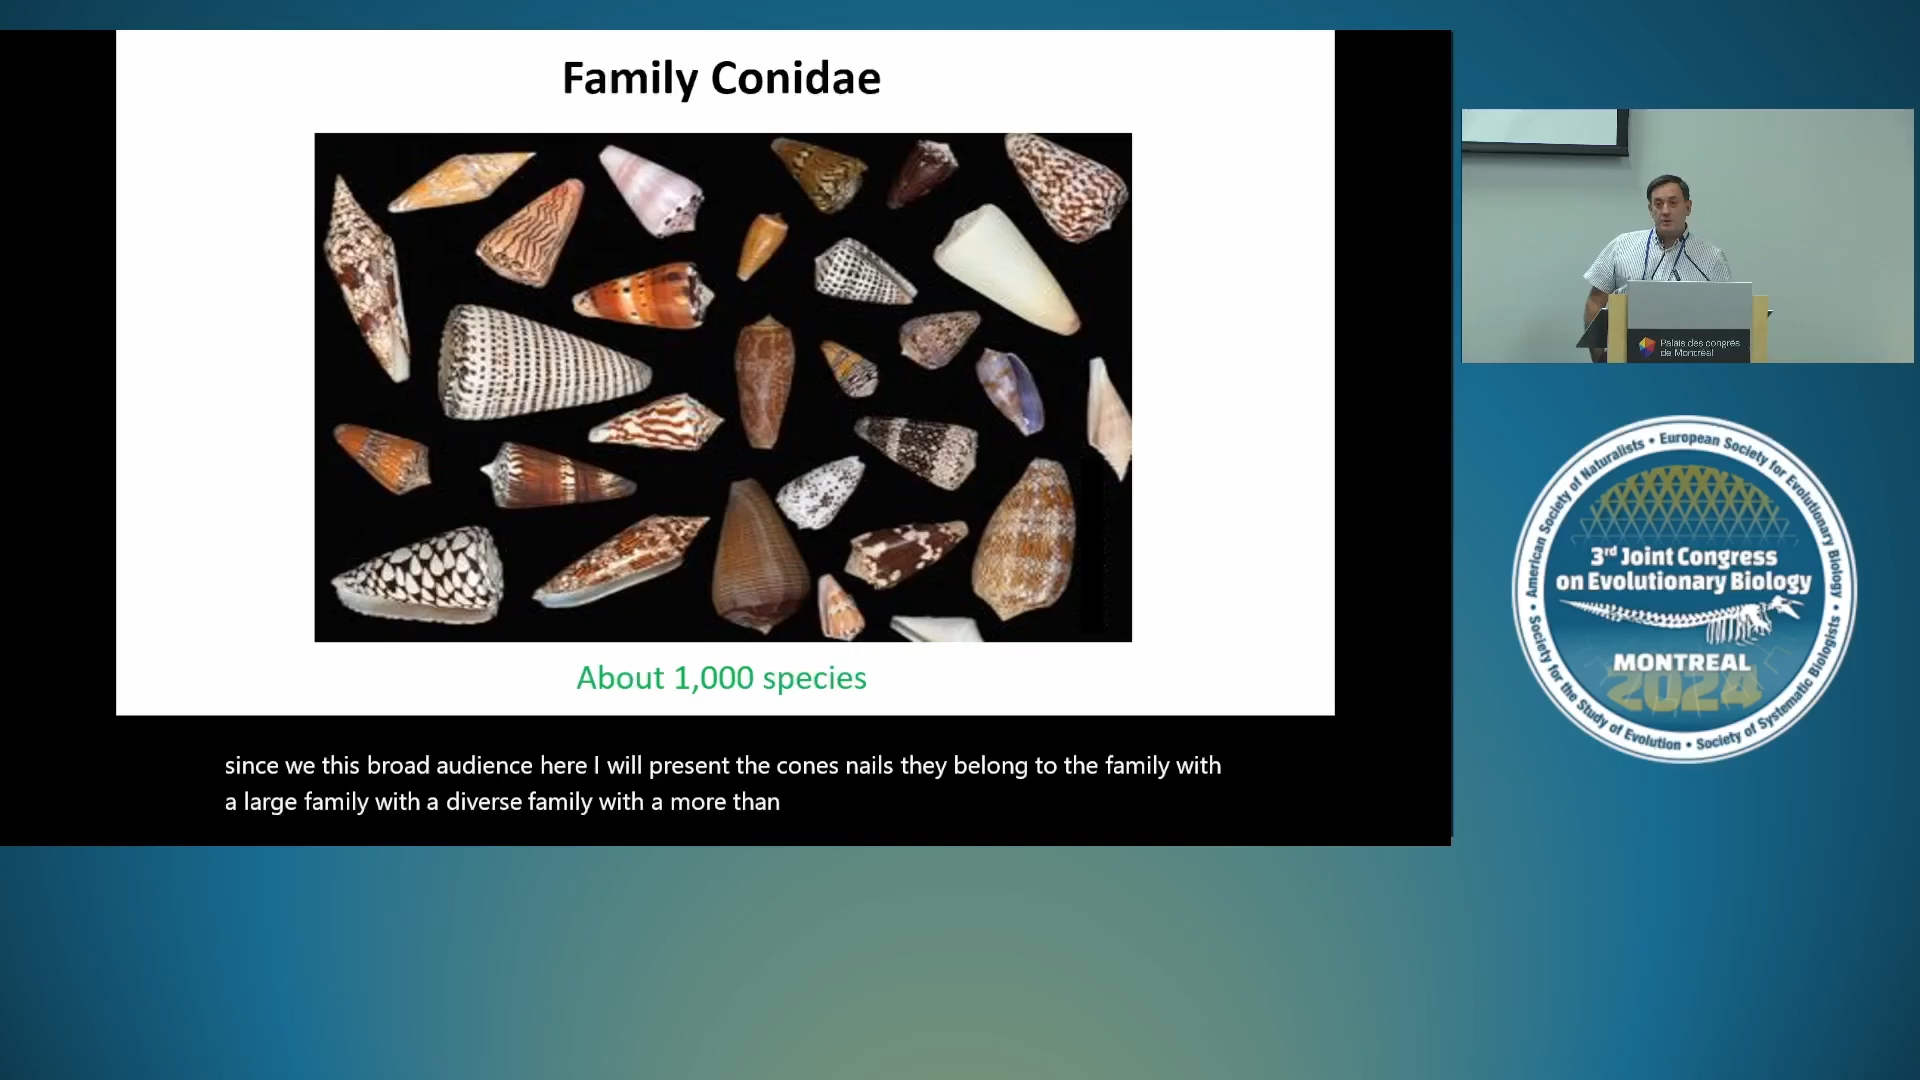 Family Conidae
About 1,000 species
since we this broad audience here I will present the cones nails they belong to the family with
a large family with a diverse family with a more than
Palais des congrès
de Montréal
American Society of Naturalists • European Society for Evolutionary Biology • Society of Systematic Biologists • Society for the Study of Evolution •
3rd Joint Congress
on Evolutionary Biology
MONTREAL
2024